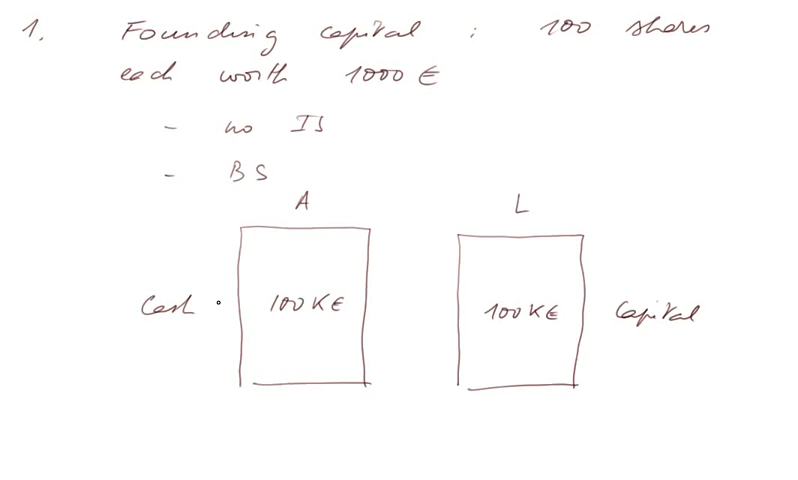 1. Founding capital : 100 shares
each worth 1000 €
- no IS
- BS
A L
Cash 100 K€ 100 K€ Capital